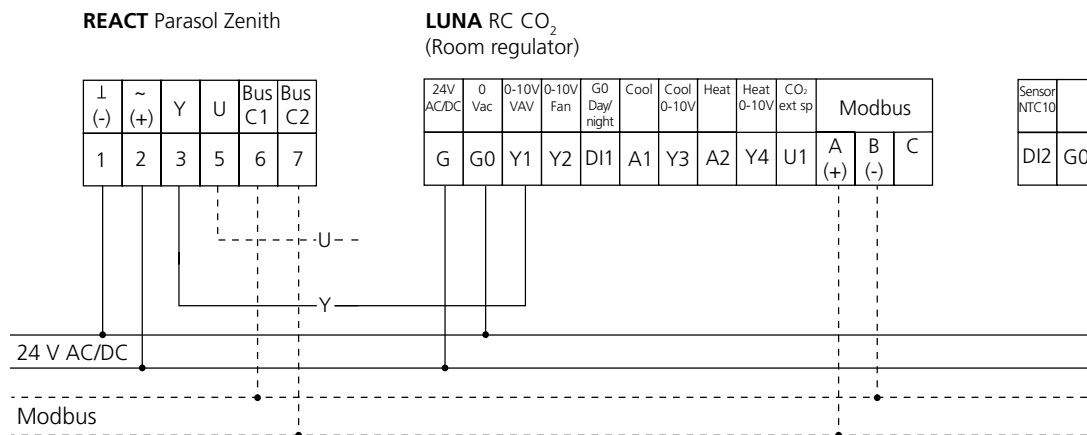 REACT Parasol Zenith
LUNA RC CO₂
(Room regulator)
⊥ ~ Y U Bus Bus
(-) (+) C1 C2
1 2 3 5 6 7
24V 0 0-10V 0-10V G0 Cool Cool Heat Heat CO₂ Modbus
AC/DC Vac VAV Fan Day/ 0-10V 0-10V ext sp
night
G G0 Y1 Y2 DI1 A1 Y3 A2 Y4 U1 A B C
(+) (-)
Sensor
NTC10
DI2 G0
U
Y
24 V AC/DC
Modbus